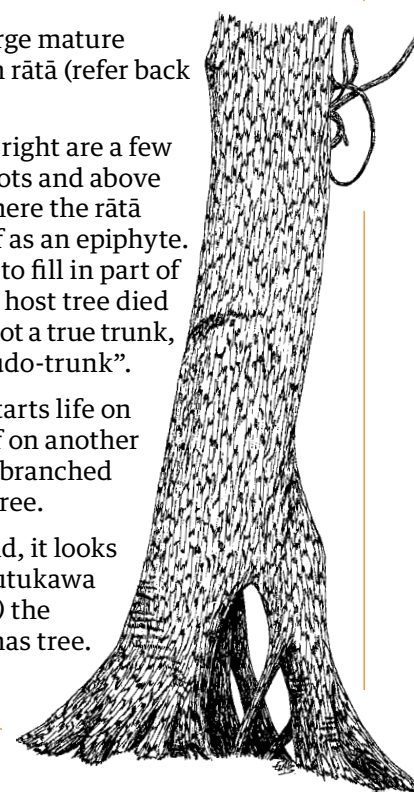 rge mature
n rātā (refer back
right are a few
ots and above
here the rātā
f as an epiphyte.
to fill in part of
host tree died
ot a true trunk,
udo-trunk”.
tarts life on
f on another
branched
ree.
d, it looks
utukawa
) the
nas tree.